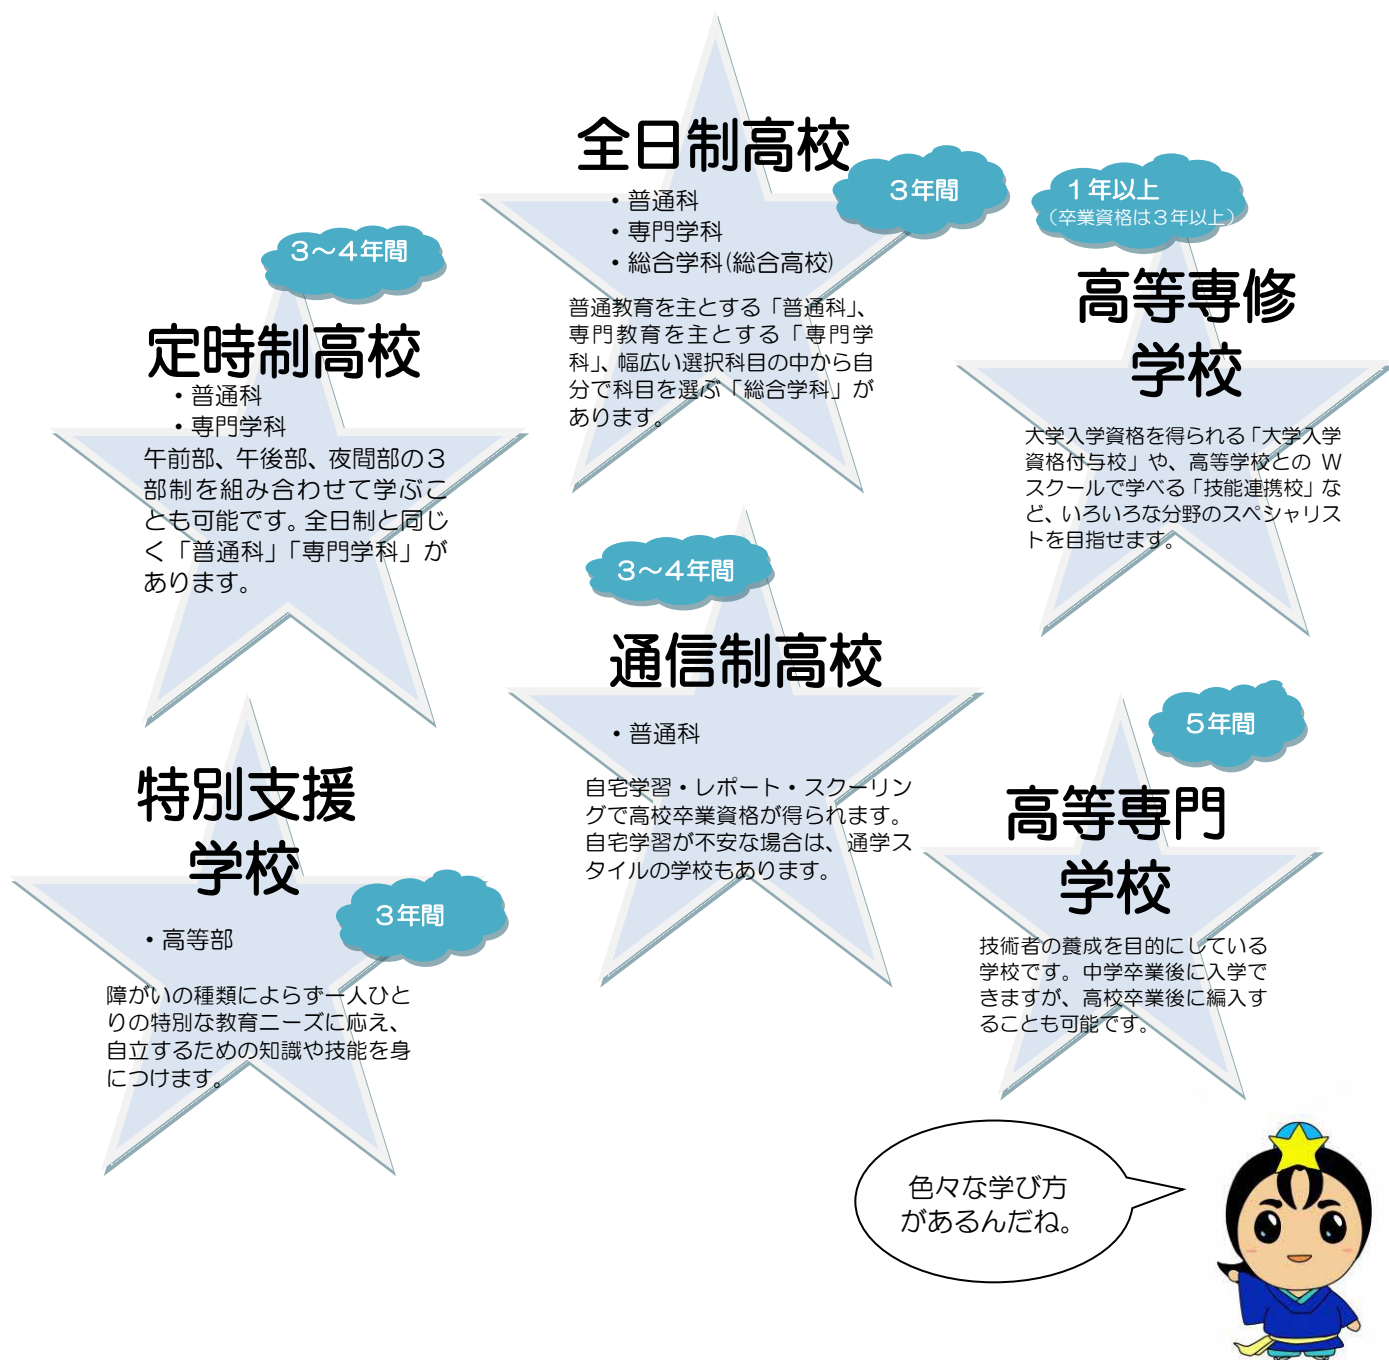 全日制高校
3年間
・普通科
・専門学科
・総合学科(総合高校)
普通教育を主とする「普通科」、
専門教育を主とする「専門学
科」、幅広い選択科目の中から自
分で科目を選ぶ「総合学科」が
あります。
1年以上
(卒業資格は3年以上)
高等専修
学校
大学入学資格を得られる「大学入学
資格付与校」や、高等学校との W
スクールで学べる「技能連携校」な
ど、いろいろな分野のスペシャリス
トを目指せます。
3～4年間
定時制高校
・普通科
・専門学科
午前部、午後部、夜間部の3
部制を組み合わせて学ぶこ
とも可能です。全日制と同じ
く「普通科」「専門学科」が
あります。
3～4年間
通信制高校
・普通科
自宅学習・レポート・スクーリン
グで高校卒業資格が得られます。
自宅学習が不安な場合は、通学ス
タイルの学校もあります。
特別支援
学校
3年間
・高等部
障がいの種類によらず一人ひと
りの特別な教育ニーズに応え、
自立するための知識や技能を身
につけます。
5年間
高等専門
学校
技術者の養成を目的にしている
学校です。中学卒業後に入学で
きますが、高校卒業後に編入す
ることも可能です。
色々な学び方
があるんだね。